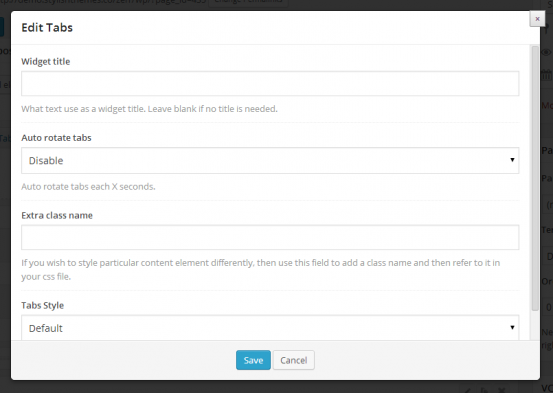 Edit Tabs
×
Widget title
What text use as a widget title. Leave blank if no title is needed.
Auto rotate tabs
Disable
Auto rotate tabs each X seconds.
Extra class name
If you wish to style particular content element differently, then use this field to add a class name and then refer to it in
your css file.
Tabs Style
Default
Save
Cancel